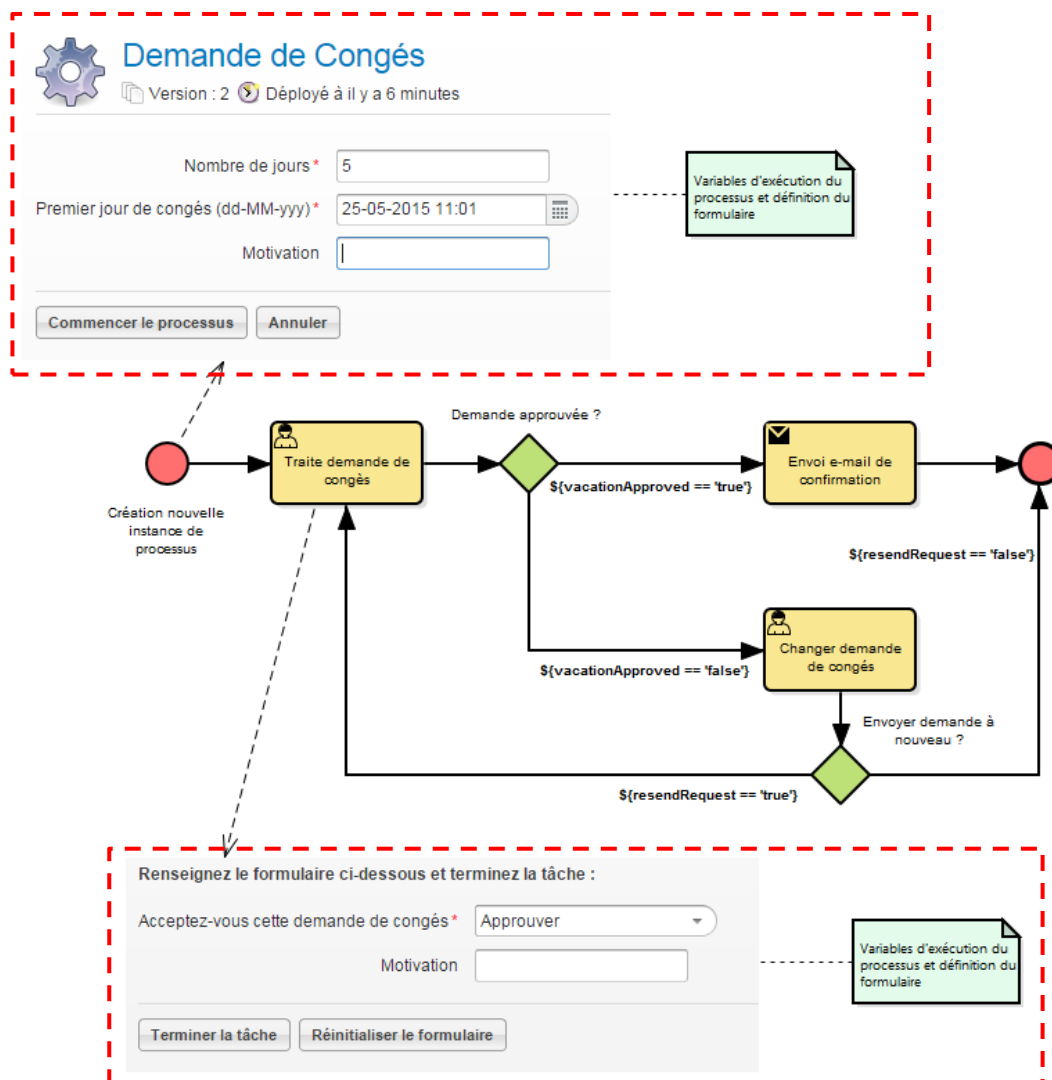 Demande de Congés
Version : 2 Déployé à il y a 6 minutes
Nombre de jours * 5
Premier jour de congés (dd-MM-yyy) * 25-05-2015 11:01
Motivation
Commencer le processus Annuler
Variables d'exécution du
processus et définition du
formulaire
Demande approuvée ?
Traite demande de
congès
Envoi e-mail de
confirmation
${vacationApproved == 'true'}
Création nouvelle
instance de
processus
${resendRequest == 'false'}
Changer demande
de congés
${vacationApproved == 'false'}
Envoyer demande à
nouveau ?
${resendRequest == 'true'}
Renseignez le formulaire ci-dessous et terminez la tâche :
Acceptez-vous cette demande de congés * Approuver
Motivation
Terminer la tâche Réinitialiser le formulaire
Variables d'exécution du
processus et définition du
formulaire